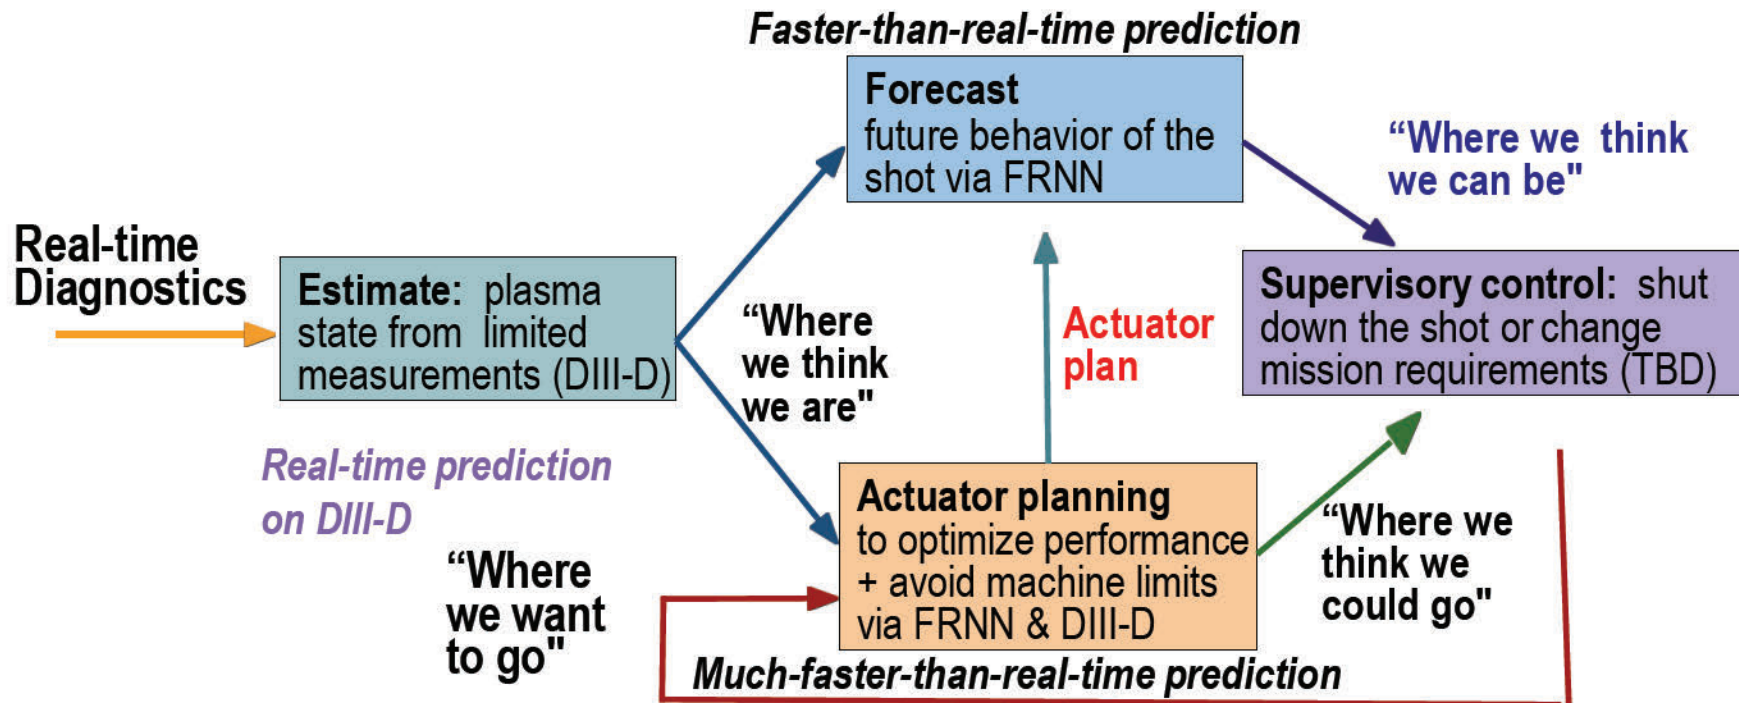 Faster-than-real-time prediction
Forecast
future behavior of the
shot via FRNN
“Where we think
we can be"
Real-time
Diagnostics
Estimate: plasma
state from limited
measurements (DIII-D)
“Where
we think
we are"
Actuator
plan
Supervisory control: shut
down the shot or change
mission requirements (TBD)
Real-time prediction
on DIII-D
“Where
we want
to go"
Actuator planning
to optimize performance
+ avoid machine limits
via FRNN & DIII-D
“Where we
think we
could go"
Much-faster-than-real-time prediction